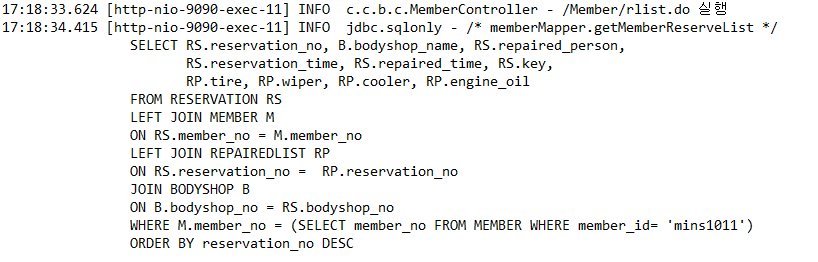 17:18:33.624 [http-nio-9090-exec-11] INFO  c.c.b.c.MemberController - /Member/rlist.do 실행
17:18:34.415 [http-nio-9090-exec-11] INFO  jdbc.sqlonly - /* memberMapper.getMemberReserveList */
SELECT RS.reservation_no, B.bodyshop_name, RS.repaired_person,
RS.reservation_time, RS.repaired_time, RS.key,
RP.tire, RP.wiper, RP.cooler, RP.engine_oil
FROM RESERVATION RS
LEFT JOIN MEMBER M
ON RS.member_no = M.member_no
LEFT JOIN REPAIREDLIST RP
ON RS.reservation_no =  RP.reservation_no
JOIN BODYSHOP B
ON B.bodyshop_no = RS.bodyshop_no
WHERE M.member_no = (SELECT member_no FROM MEMBER WHERE member_id= 'mins1011')
ORDER BY reservation_no DESC